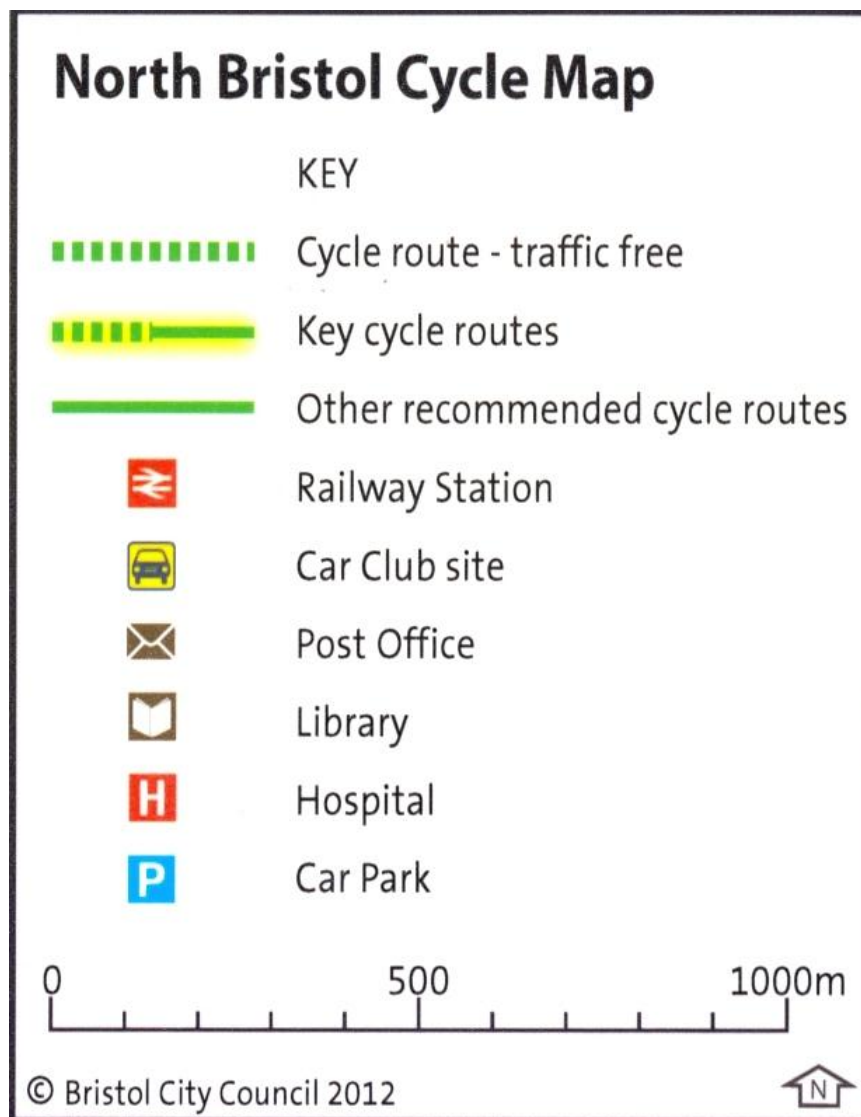 North Bristol Cycle Map
KEY
Cycle route - traffic free
Key cycle routes
Other recommended cycle routes
Railway Station
Car Club site
Post Office
Library
H Hospital
P Car Park
0 500 1000m
© Bristol City Council 2012 N